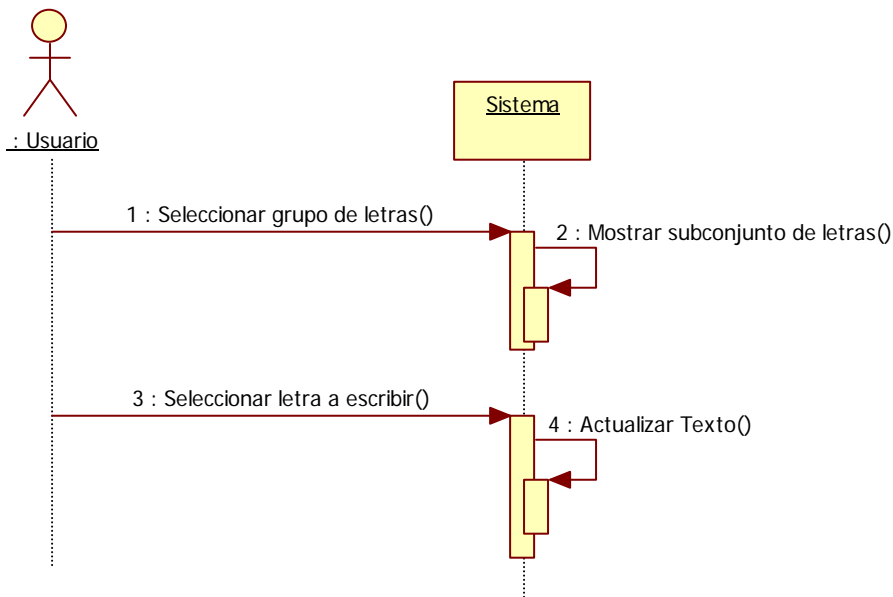 Sistema
: Usuario
1 : Seleccionar grupo de letras()
2 : Mostrar subconjunto de letras()
3 : Seleccionar letra a escribir()
4 : Actualizar Texto()